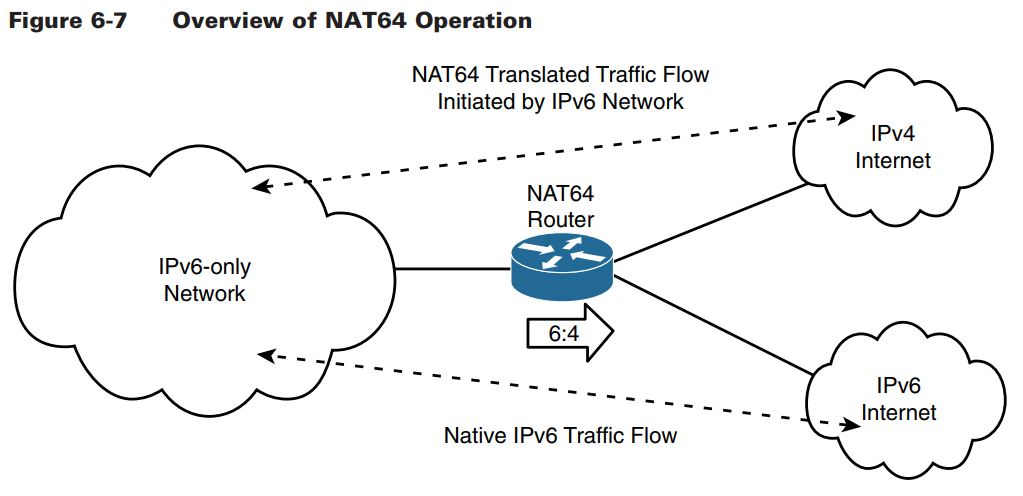 Figure 6-7 Overview of NAT64 Operation
NAT64 Translated Traffic Flow
Initiated by IPv6 Network
IPv4
Internet
NAT64
Router
IPv6-only
Network
6:4
IPv6
Internet
Native IPv6 Traffic Flow